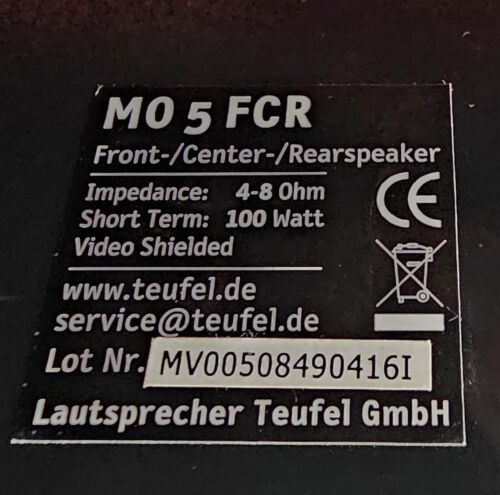 MO 5 FCR
Front-/Center-/Rearspeaker
Impedance: 4-8 Ohm
Short Term: 100 Watt
Video Shielded
CE
www.teufel.de
service@teufel.de
Lot Nr. MV00508490416I
Lautsprecher Teufel GmbH